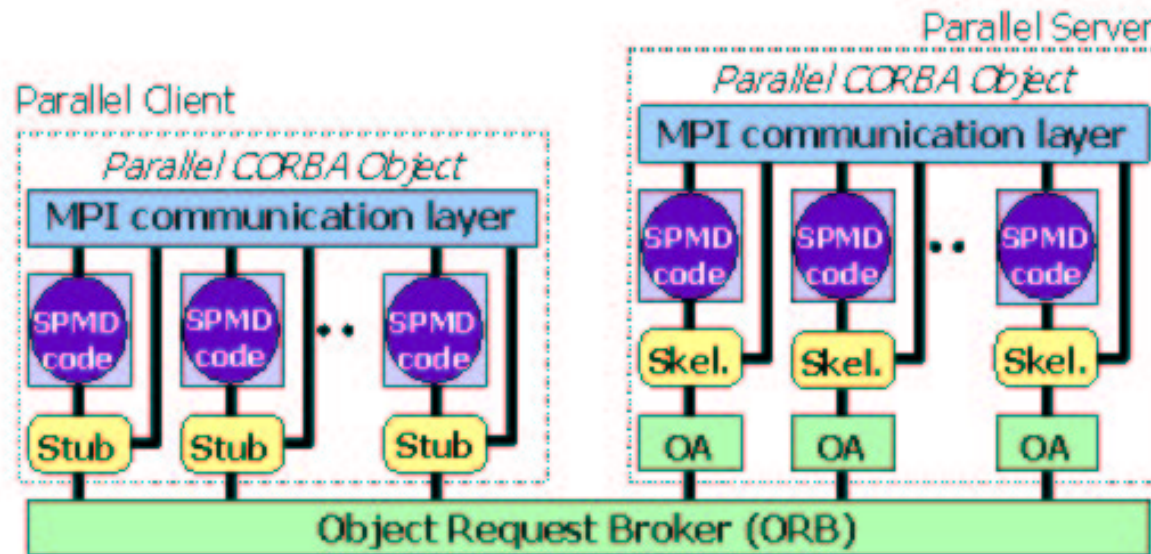 Parallel Server
Parallel CORBA Object
MPI communication layer
SPMD code
SPMD code
..
SPMD code
Skel.
Skel.
Skel.
OA
OA
OA
Parallel Client
Parallel CORBA Object
MPI communication layer
SPMD code
SPMD code
..
SPMD code
Stub
Stub
Stub
Object Request Broker (ORB)